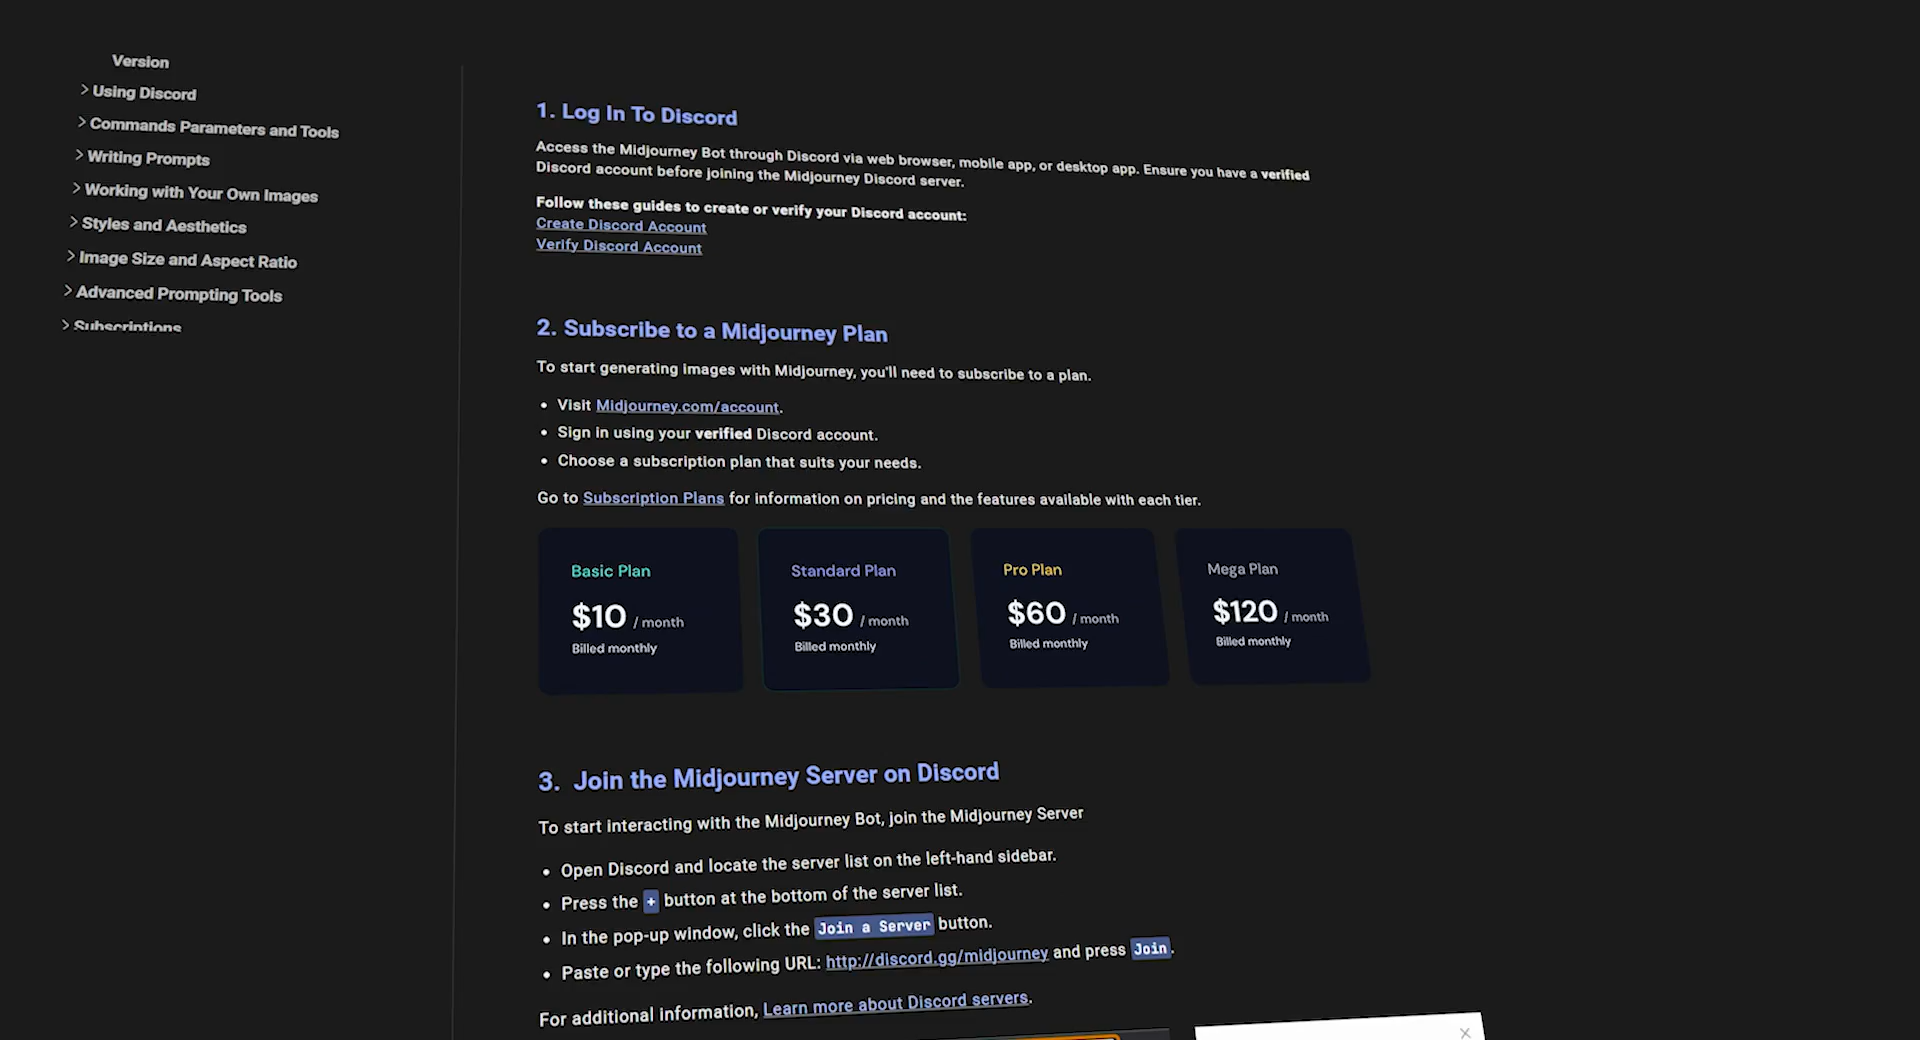 Version
Using Discord
Commands Parameters and Tools
Writing Prompts
Working with Your Own Images
Styles and Aesthetics
Image Size and Aspect Ratio
Advanced Prompting Tools
Subscriptions
1. Log In To Discord
Access the Midjourney Bot through Discord via web browser, mobile app, or desktop app. Ensure you have a verified
Discord account before joining the Midjourney Discord server.
Follow these guides to create or verify your Discord account:
Create Discord Account
Verify Discord Account
2. Subscribe to a Midjourney Plan
To start generating images with Midjourney, you'll need to subscribe to a plan.
• Visit Midjourney.com/account.
• Sign in using your verified Discord account.
• Choose a subscription plan that suits your needs.
Go to Subscription Plans for information on pricing and the features available with each tier.
Basic Plan
$10 / month
Billed monthly
Standard Plan
$30 / month
Billed monthly
Pro Plan
$60 / month
Billed monthly
Mega Plan
$120 / month
Billed monthly
3. Join the Midjourney Server on Discord
To start interacting with the Midjourney Bot, join the Midjourney Server
• Open Discord and locate the server list on the left-hand sidebar.
• Press the + button at the bottom of the server list.
• In the pop-up window, click the Join a Server button.
• Paste or type the following URL: http://discord.gg/midjourney and press Join.
For additional information, Learn more about Discord servers.